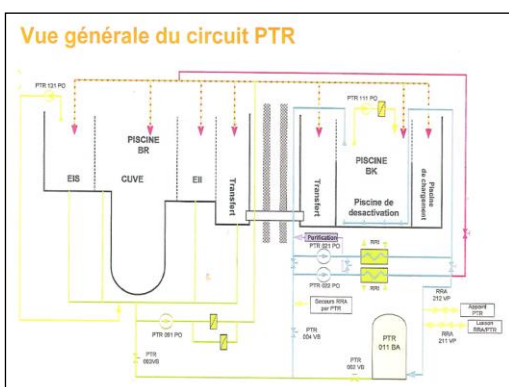 Vue générale du circuit PTR
PTR 121 PO
PTR 111 PO
PISCINE
BR
EIS
CUVE
EII
Transfert
Transfert
PISCINE
BK
Piscine de
desactivation
Piscine
de chargement
Purification
PTR 021 PO
RRI
PTR 022 PO
RRI
Secours RRA
par PTR
PTR
004 VB
RRA
212 VP
Appoint
PTR
Liaison
RRA/PTR
RRA
211 VP
PTR 051 PO
PTR
PTR
011 BA
PTR
002 VB